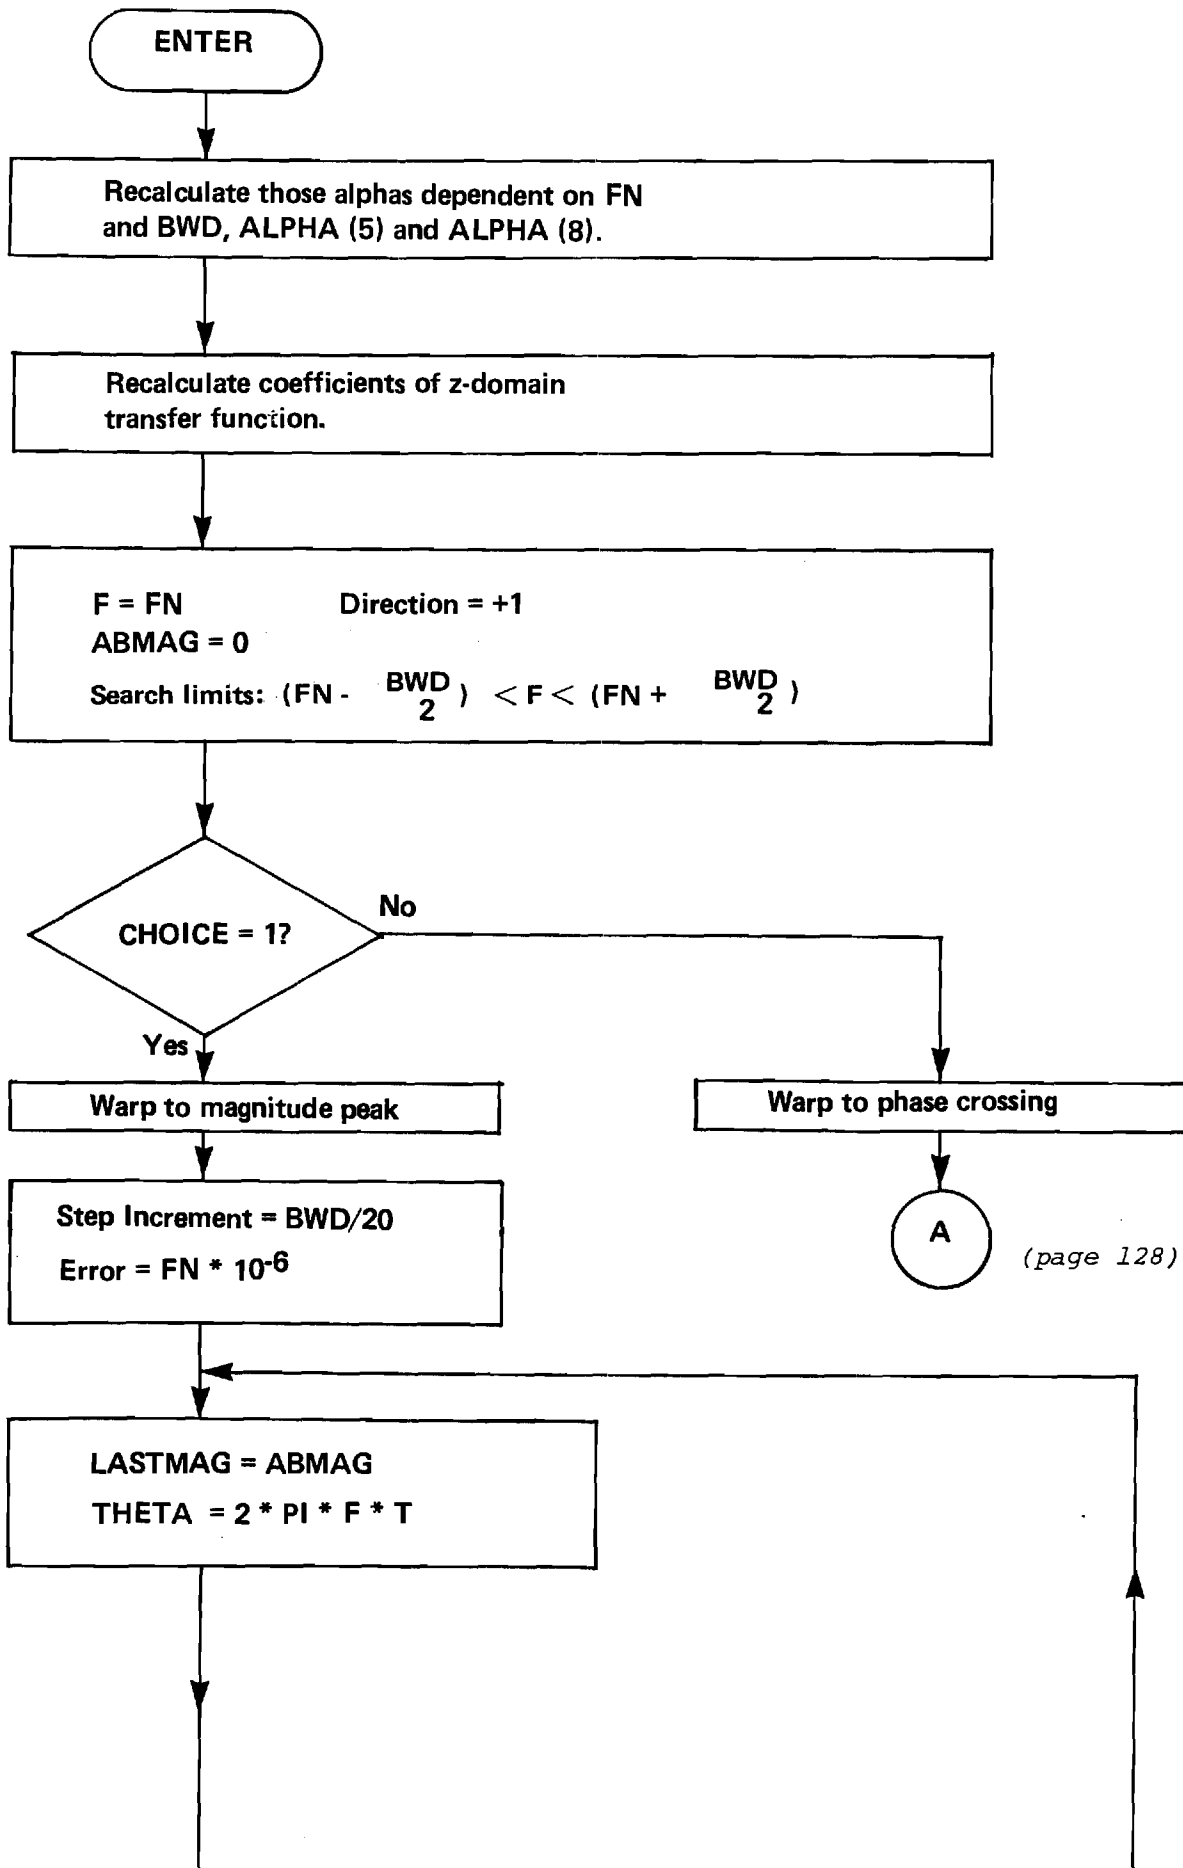 ENTER
Recalculate those alphas dependent on FN
and BWD, ALPHA (5) and ALPHA (8).
Recalculate coefficients of z-domain
transfer function.
F = FN Direction = +1
ABMAG = 0
Search limits: (FN - BWD/2) < F < (FN + BWD/2)
CHOICE = 1?
No
Yes
Warp to magnitude peak
Warp to phase crossing
Step Increment = BWD/20
Error = FN * 10-6
A
(page 128)
LASTMAG = ABMAG
THETA = 2 * PI * F * T